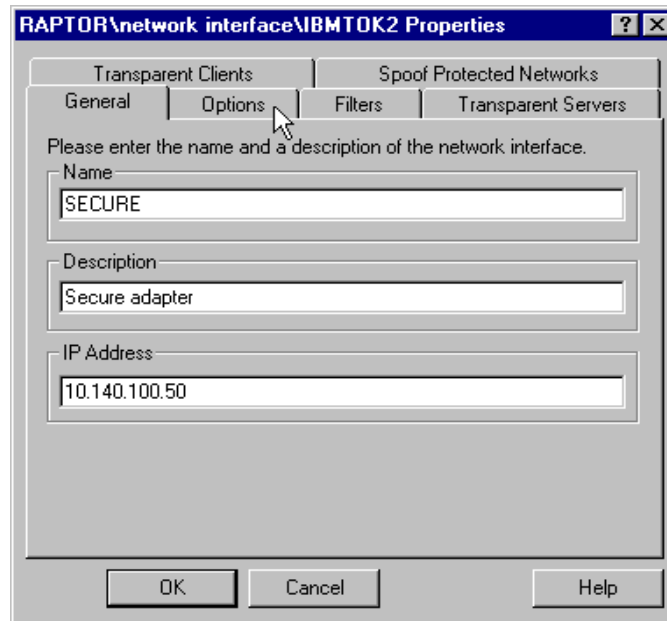 RAPTOR\network interface\IBMTOK2 Properties
Transparent Clients Spoof Protected Networks
General Options Filters Transparent Servers
Please enter the name and a description of the network interface.
Name
SECURE
Description
Secure adapter
IP Address
10.140.100.50
OK Cancel Help